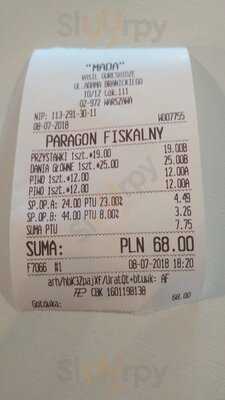 "MADA"
UL.ADAMA BRANICKIEGO
10/12 Lok.111
02-972 WARSZAWA
NIP: 113-291-30-11 W007755
08-07-2018
PARAGON FISKALNY
PRZYSTAWKI 1szt.*19.00 19.00B
DANIA GŁÓWNE 1szt.*25.00 25.00B
PIWO 1szt.*12.00 12.00A
PIWO 1szt.*12.00 12.00A
SP.OP.A: 24.00 PTU 23.00% 4.49
SP.OP.B: 44.00 PTU 8.00% 3.26
SUMA PTU 7.75
SUMA: PLN 68.00
F7066 #1 08-07-2018 18:20
CBK 1601198138
Gotówka: 68.00
Sluurpy